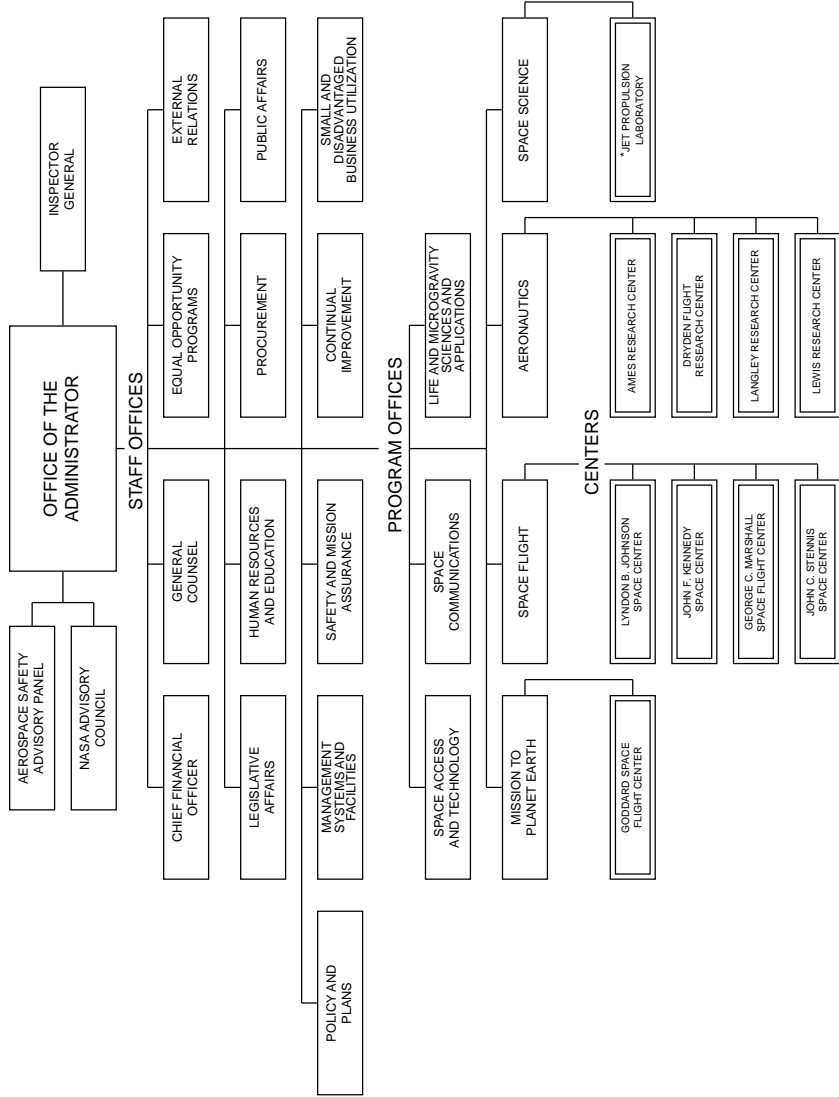 AEROSPACE SAFETY
ADVISORY PANEL
NASA ADVISORY
COUNCIL
OFFICE OF THE
ADMINISTRATOR
INSPECTOR
GENERAL
STAFF OFFICES
CHIEF FINANCIAL
OFFICER
GENERAL
COUNSEL
EQUAL OPPORTUNITY
PROGRAMS
EXTERNAL
RELATIONS
LEGISLATIVE
AFFAIRS
HUMAN RESOURCES
AND EDUCATION
PROCUREMENT
PUBLIC AFFAIRS
POLICY AND
PLANS
MANAGEMENT
SYSTEMS AND
FACILITIES
SAFETY AND MISSION
ASSURANCE
CONTINUAL
IMPROVEMENT
SMALL AND
DISADVANTAGED
BUSINESS UTILIZATION
PROGRAM OFFICES
SPACE ACCESS
AND TECHNOLOGY
SPACE
COMMUNICATIONS
LIFE AND MICROGRAVITY
SCIENCES AND
APPLICATIONS
MISSION TO
PLANET EARTH
SPACE FLIGHT
AERONAUTICS
SPACE SCIENCE
CENTERS
GODDARD SPACE
FLIGHT CENTER
LYNDON B. JOHNSON
SPACE CENTER
JOHN F. KENNEDY
SPACE CENTER
GEORGE C. MARSHALL
SPACE FLIGHT CENTER
JOHN C. STENNIS
SPACE CENTER
AMES RESEARCH CENTER
DRYDEN FLIGHT
RESEARCH CENTER
LANGLEY RESEARCH CENTER
LEWIS RESEARCH CENTER
*JET PROPULSION
LABORATORY